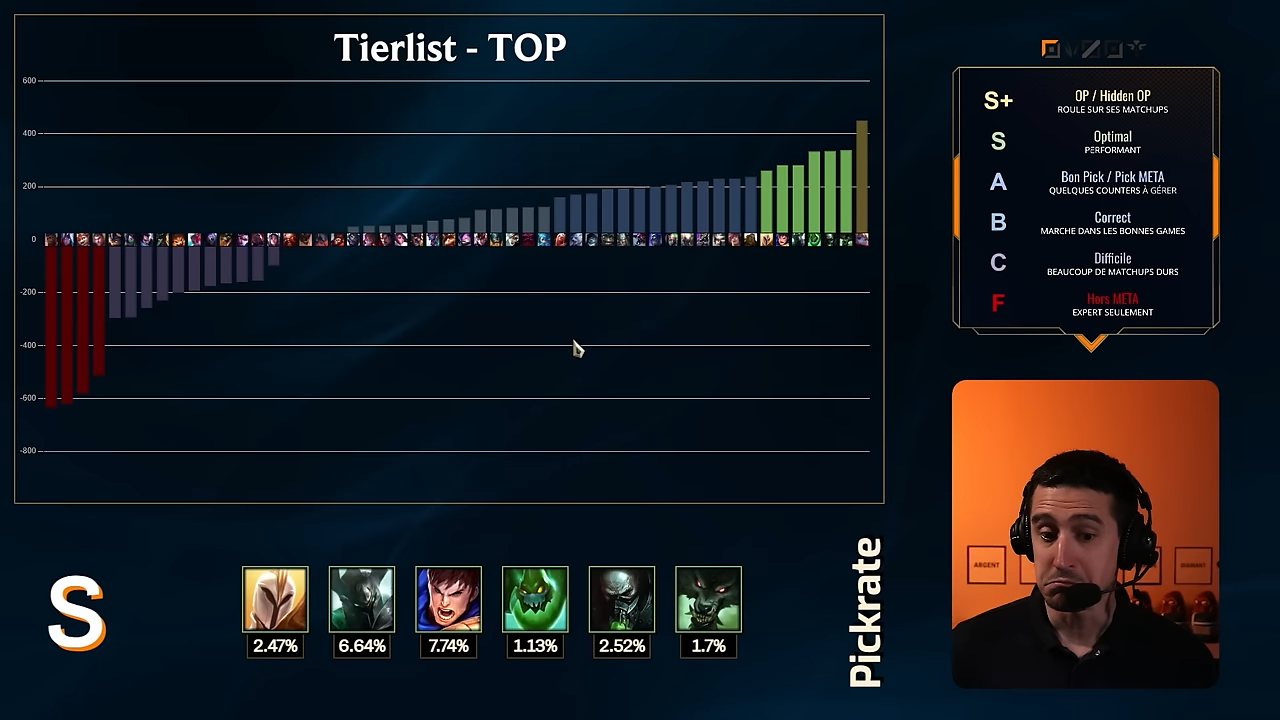 Tierlist - TOP
600
400
200
0
-200
-400
-600
-800
S+
OP / Hidden OP
ROULE SUR SES MATCHUPS
S
Optimal
PERFORMANT
A
Bon Pick / Pick META
QUELQUES COUNTERS À GÉRER
B
Correct
MARCHE DANS LES BONNES GAMES
C
Difficile
BEAUCOUP DE MATCHUPS DURS
F
Hors META
EXPERT SEULEMENT
ARGENT
DIAMANT
S
2.47% 6.64% 7.74% 1.13% 2.52% 1.7%
Pickrate